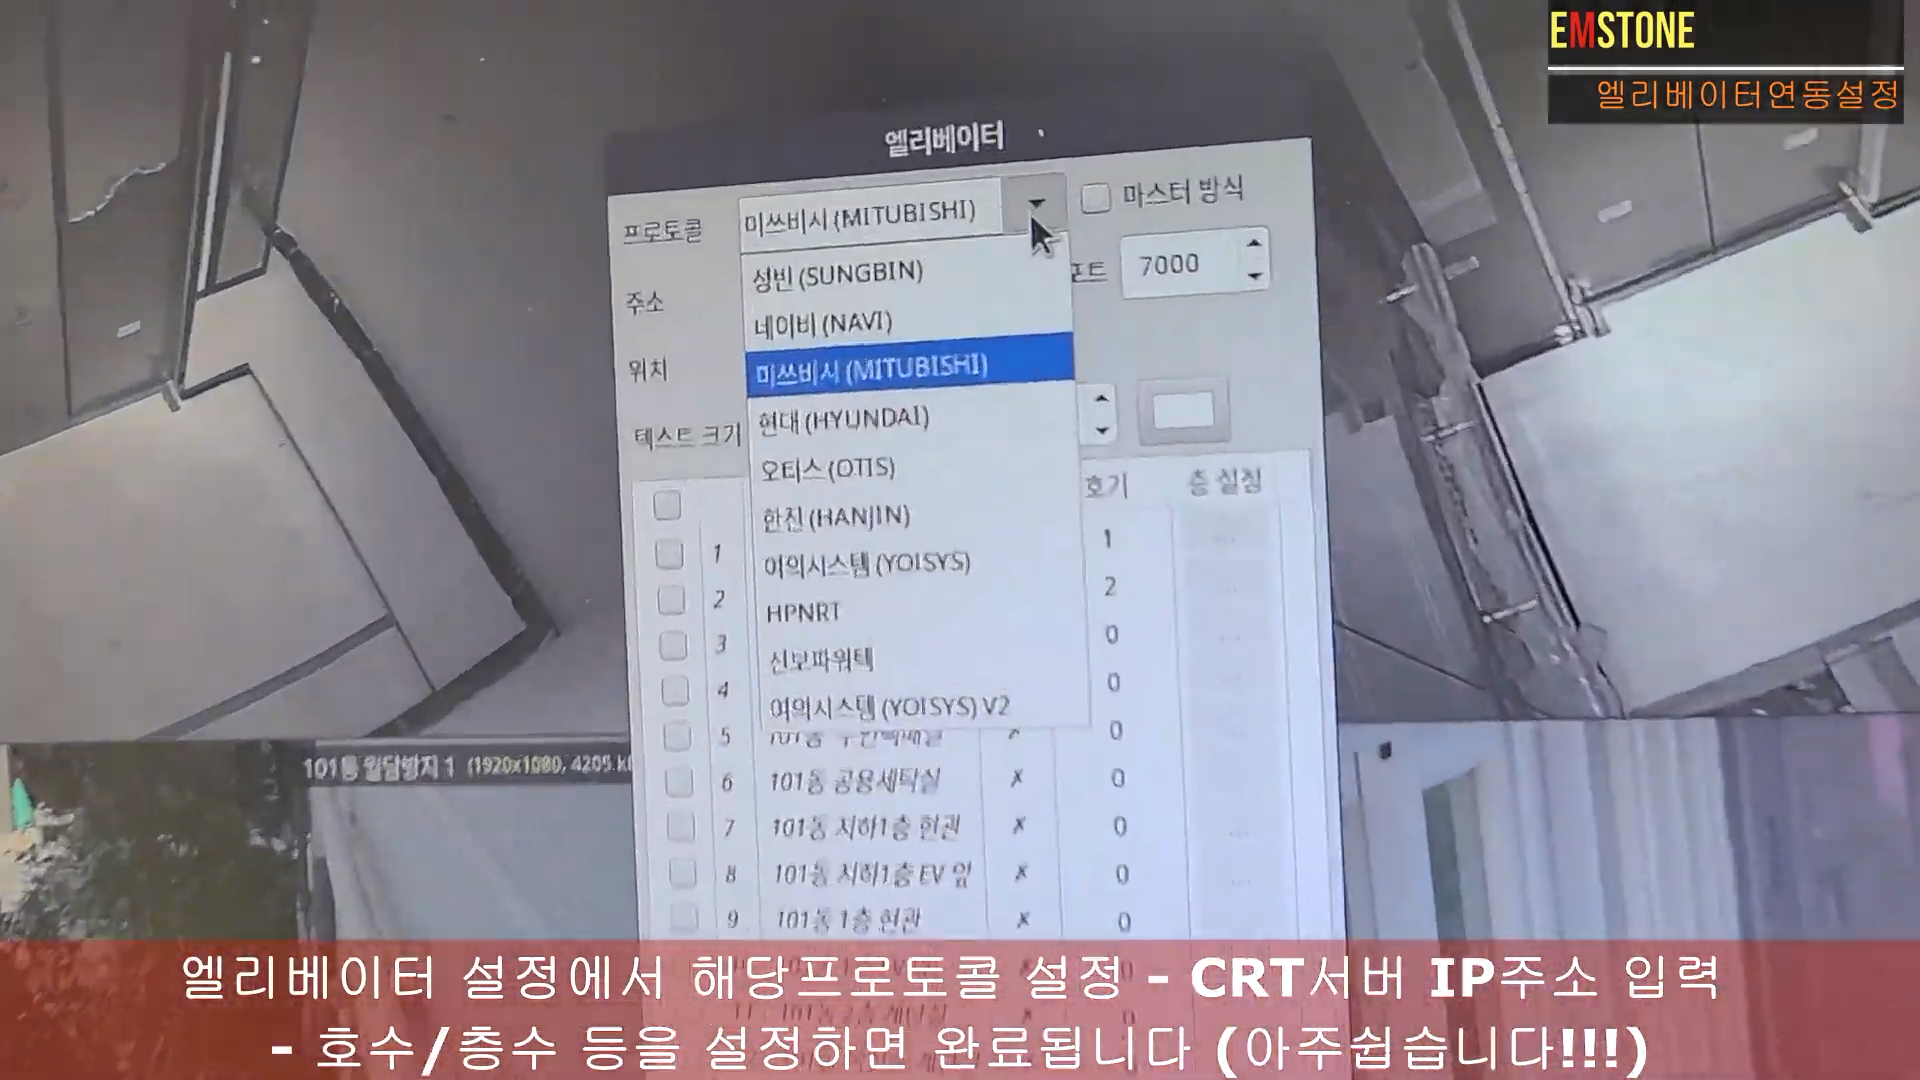 EMSTONE
엘리베이터연동설정
엘리베이터
프로토콜 미쓰비시 (MITUBISHI) 마스터 방식
성빈 (SUNGBIN)
포트 7000
주소
네이비 (NAVI)
위치
미쓰비시 (MITUBISHI)
현대 (HYUNDAI)
텍스트 크기
오티스 (OTIS)
호기 층 설정
한진 (HANJIN)
1 1 ...
여의시스템 (YOISYS)
2 2 ...
HPNRT
3 0 ...
신보파워텍
4 0 ...
여의시스템 (YOISYS) V2
5 ✗ 0
6 101동 공용세탁실 ✗ 0
7 101동 지하1층 현관 ✗ 0 ...
8 101동 지하1층 EV 앞 ✗ 0 ...
9 101동 1층 현관 ✗ 0
101동 월담방지 1 (1920x1080, 4205.k
엘리베이터 설정에서 해당프로토콜 설정 - CRT서버 IP주소 입력
- 호수/층수 등을 설정하면 완료됩니다 (아주쉽습니다!!!)